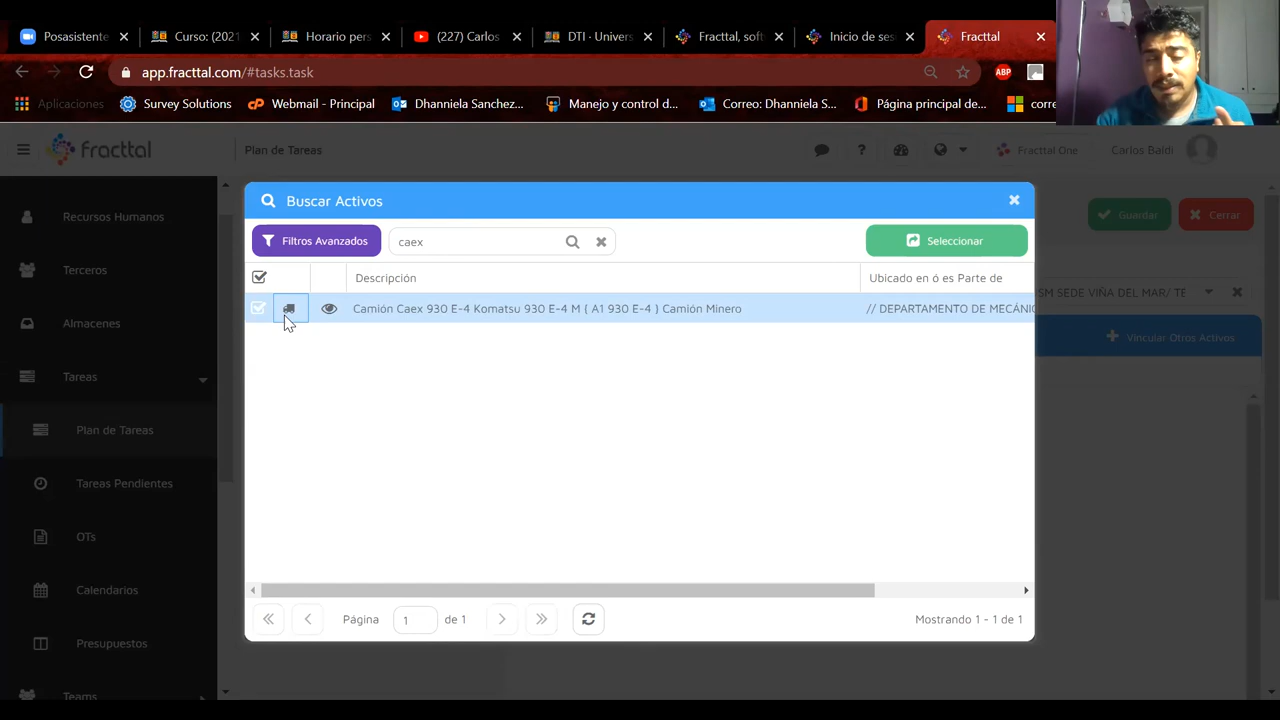 Posasistente
Curso: (2021
Horario pers
(227) Carlos
DTI · Univers
Fracttal, soft
Inicio de ses
Fracttal
app.fracttal.com/#tasks.task
ABP
Aplicaciones
Survey Solutions
Webmail - Principal
Dhanniela Sanchez...
Manejo y control d...
Correo: Dhanniela S...
Página principal de...
corre
fracttal
Plan de Tareas
?
Fracttal One
Carlos Baldi
Recursos Humanos
Terceros
Almacenes
Tareas
Plan de Tareas
Tareas Pendientes
OTs
Calendarios
Presupuestos
Teams
Buscar Activos
Filtros Avanzados
caex
Seleccionar
Descripción
Ubicado en ó es Parte de
Camión Caex 930 E-4 Komatsu 930 E-4 M ( A1 930 E-4 ) Camión Minero
// DEPARTAMENTO DE MECÁNIC
Página 1 de 1
Mostrando 1 - 1 de 1
Guardar
Cerrar
SM SEDE VIÑA DEL MAR/ TE
Vincular Otros Activos